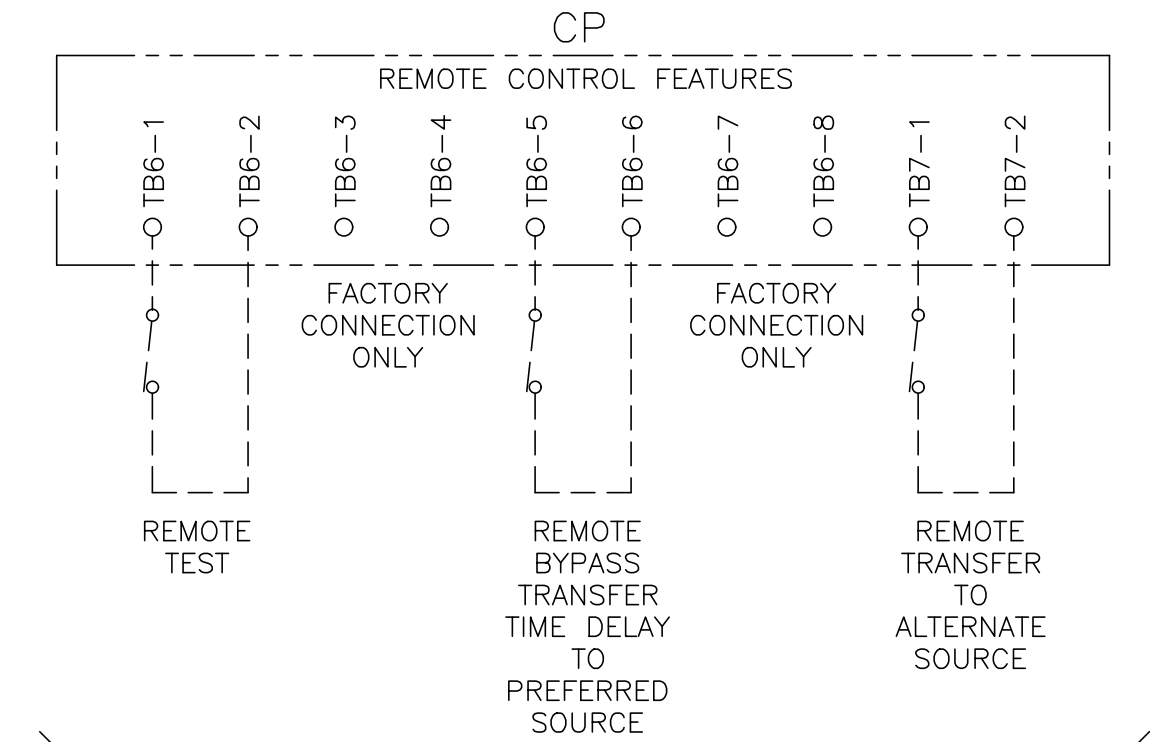 CP
REMOTE CONTROL FEATURES
TB6-1
TB6-2
TB6-3
TB6-4
TB6-5
TB6-6
TB6-7
TB6-8
TB7-1
TB7-2
FACTORY
CONNECTION
ONLY
FACTORY
CONNECTION
ONLY
REMOTE
TEST
REMOTE
BYPASS
TRANSFER
TIME DELAY
TO
PREFERRED
SOURCE
REMOTE
TRANSFER
TO
ALTERNATE
SOURCE